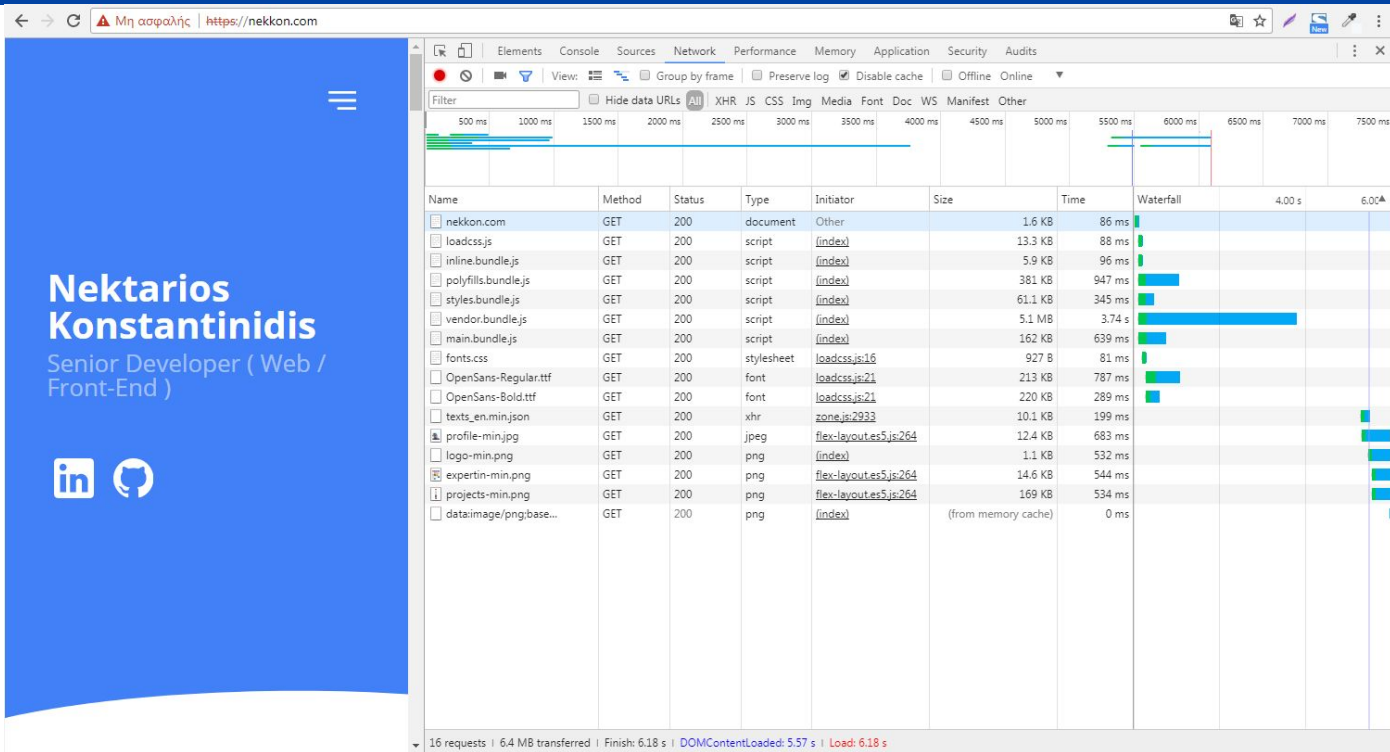 Μη ασφαλής | https://nekkon.com
New
Elements Console Sources Network Performance Memory Application Security Audits
View: Group by frame Preserve log Disable cache Offline Online
Filter Hide data URLs All XHR JS CSS Img Media Font Doc WS Manifest Other
500 ms 1000 ms 1500 ms 2000 ms 2500 ms 3000 ms 3500 ms 4000 ms 4500 ms 5000 ms 5500 ms 6000 ms 6500 ms 7000 ms 7500 ms
Name Method Status Type Initiator Size Time Waterfall 4.00 s 6.00
nekkon.com GET 200 document Other 1.6 KB 86 ms
loadcss.js GET 200 script (index) 13.3 KB 88 ms
inline.bundle.js GET 200 script (index) 5.9 KB 96 ms
polyfills.bundle.js GET 200 script (index) 381 KB 947 ms
styles.bundle.js GET 200 script (index) 61.1 KB 345 ms
vendor.bundle.js GET 200 script (index) 5.1 MB 3.74 s
main.bundle.js GET 200 script (index) 162 KB 639 ms
fonts.css GET 200 stylesheet loadcss.js:16 927 B 81 ms
OpenSans-Regular.ttf GET 200 font loadcss.js:21 213 KB 787 ms
OpenSans-Bold.ttf GET 200 font loadcss.js:21 220 KB 289 ms
texts_en.min.json GET 200 xhr zone.js:2933 10.1 KB 199 ms
profile-min.jpg GET 200 jpeg flex-layout.es5.js:264 12.4 KB 683 ms
logo-min.png GET 200 png (index) 1.1 KB 532 ms
expertin-min.png GET 200 png flex-layout.es5.js:264 14.6 KB 544 ms
projects-min.png GET 200 png flex-layout.es5.js:264 169 KB 534 ms
data:image/png;base... GET 200 png (index) (from memory cache) 0 ms
16 requests | 6.4 MB transferred | Finish: 6.18 s | DOMContentLoaded: 5.57 s | Load: 6.18 s
Nektarios
Konstantinidis
Senior Developer ( Web /
Front-End )
in